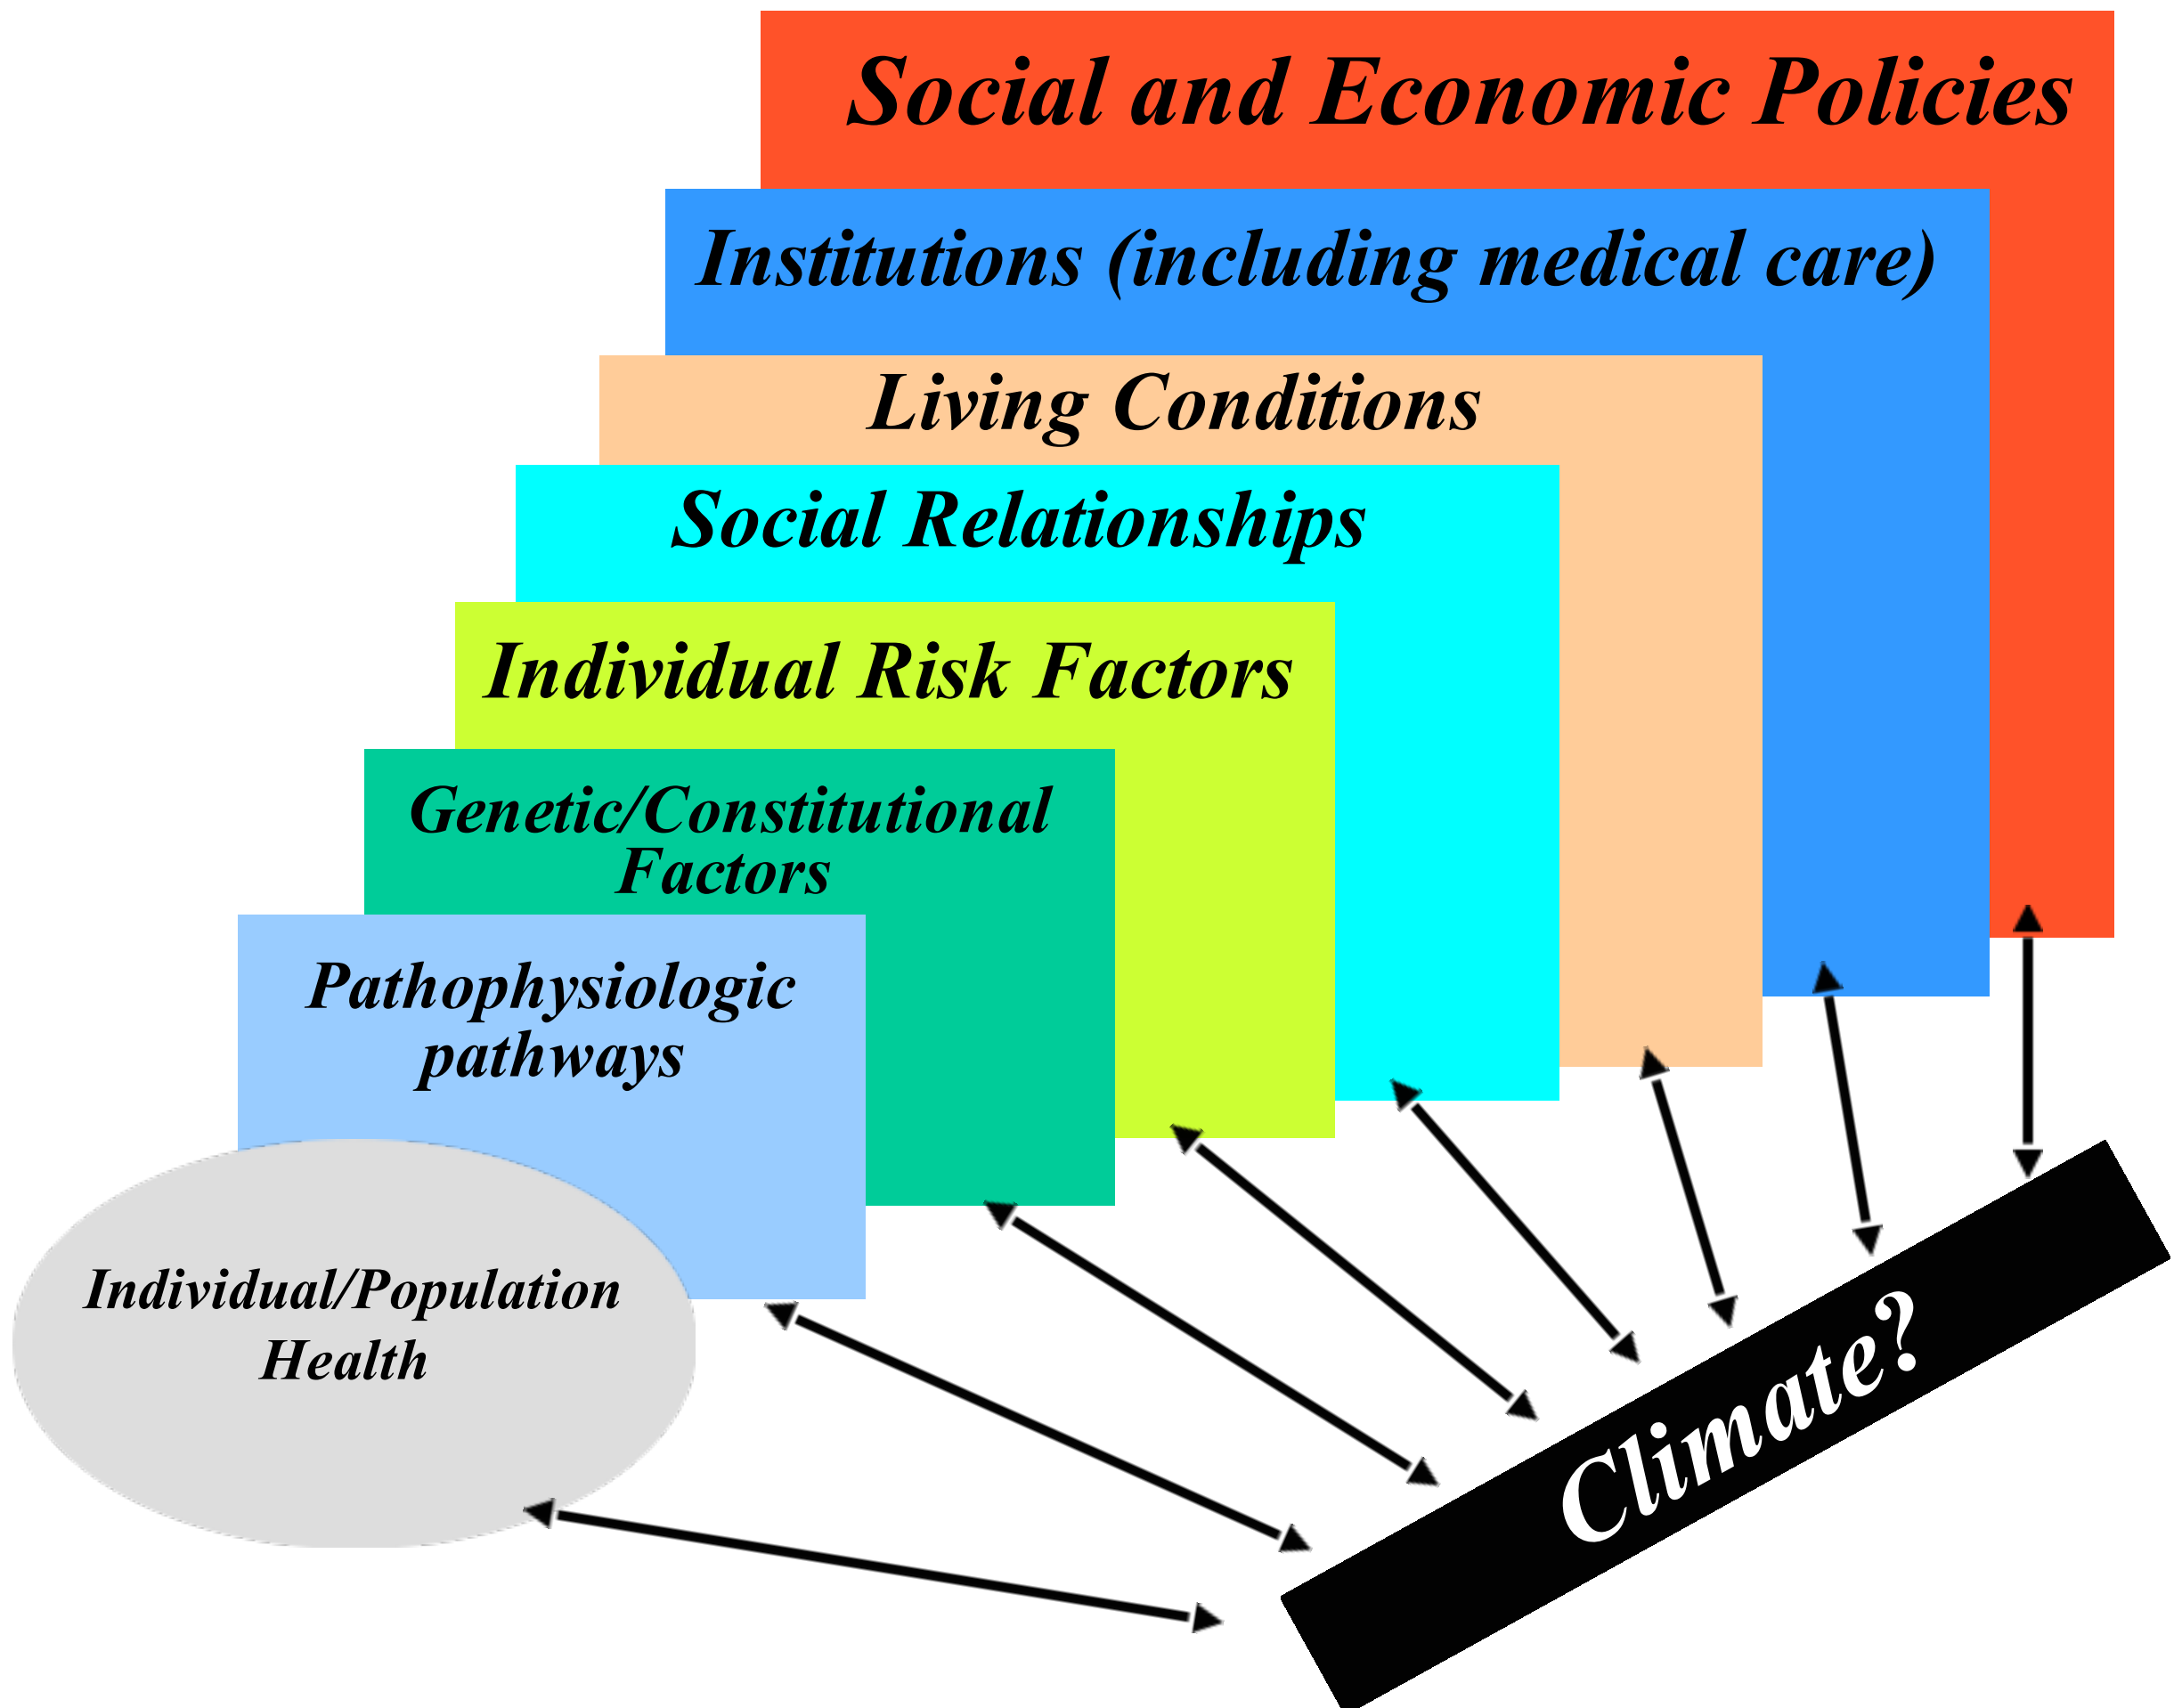 Social and Economic Policies
Institutions (including medical care)
Living Conditions
Social Relationships
Individual Risk Factors
Genetic/Constitutional
Factors
Pathophysiologic
pathways
Individual/Population
Health
Climate?